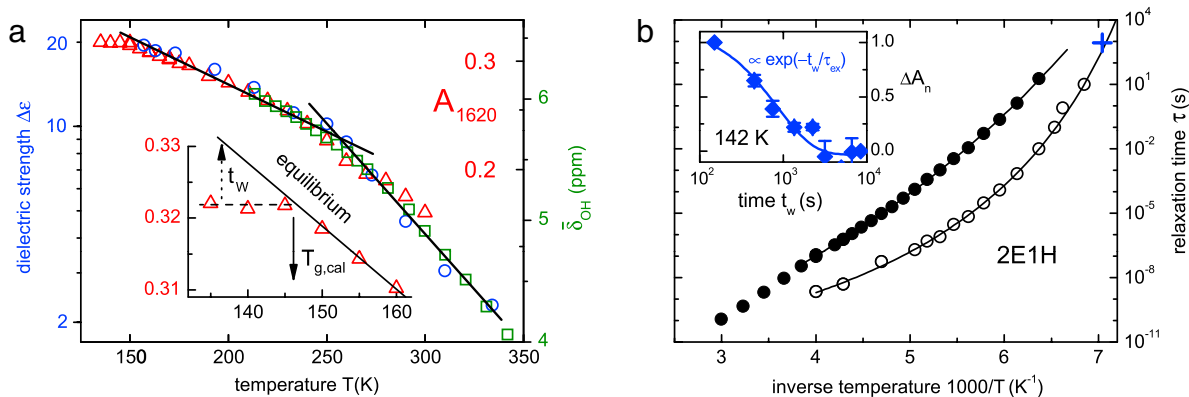 a
dielectric strength Δε
20
10
2
0.3
A1620
0.2
6
5
4
δ̄OH (ppm)
0.33
0.32
0.31
equilibrium
tw
Tg,cal
140
150
160
150
200
250
300
350
temperature T(K)
b
1.0
0.5
0.0
ΔAn
∝ exp(−tw/τex)
142 K
10²
10³
10⁴
time tw(s)
2E1H
10⁴
10¹
10⁻²
10⁻⁵
10⁻⁸
10⁻¹¹
relaxation time τ (s)
3
4
5
6
7
inverse temperature 1000/T (K⁻¹)